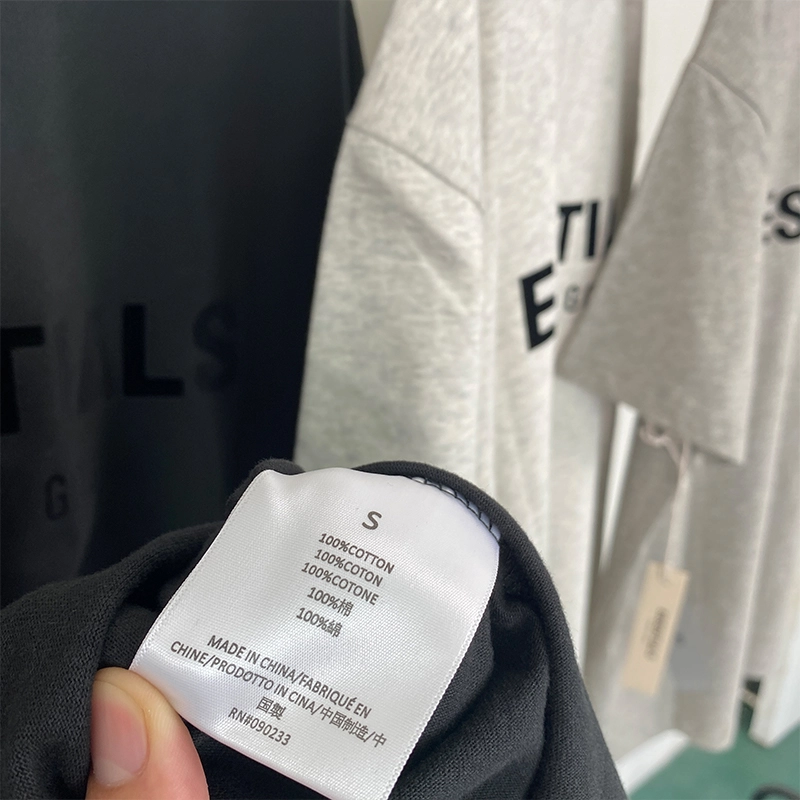 TI
E
G
ES
T
LS
G
S
100%COTTON
100%COTON
100%COTONE
100%棉
100%綿
MADE IN CHINA/FABRIQUÉ EN
CHINE/PRODOTTO IN CINA/中国制造/中
国製
RN#090233